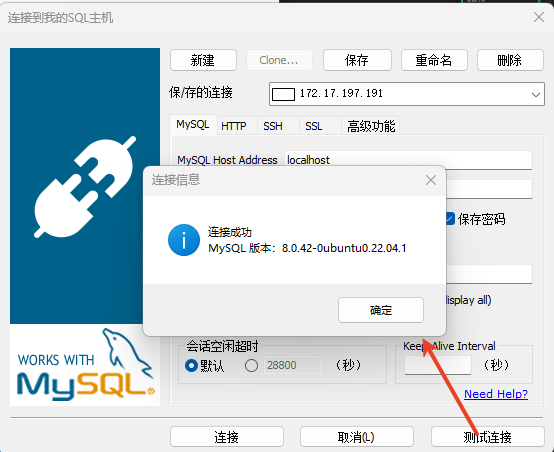 连接到我的SQL主机
新建
Clone...
保存
重命名
删除
保/存的连接
172.17.197.191
MySQL
HTTP
SSH
SSL
高级功能
MySQL Host Address
localhost
连接信息
保存密码
连接成功
MySQL 版本：8.0.42-0ubuntu0.22.04.1
确定
display all)
会话空闲超时
Keep Alive Interval
默认
28800
（秒）
（秒）
Need Help?
WORKS WITH
MySQL®
连接
取消(L)
测试连接